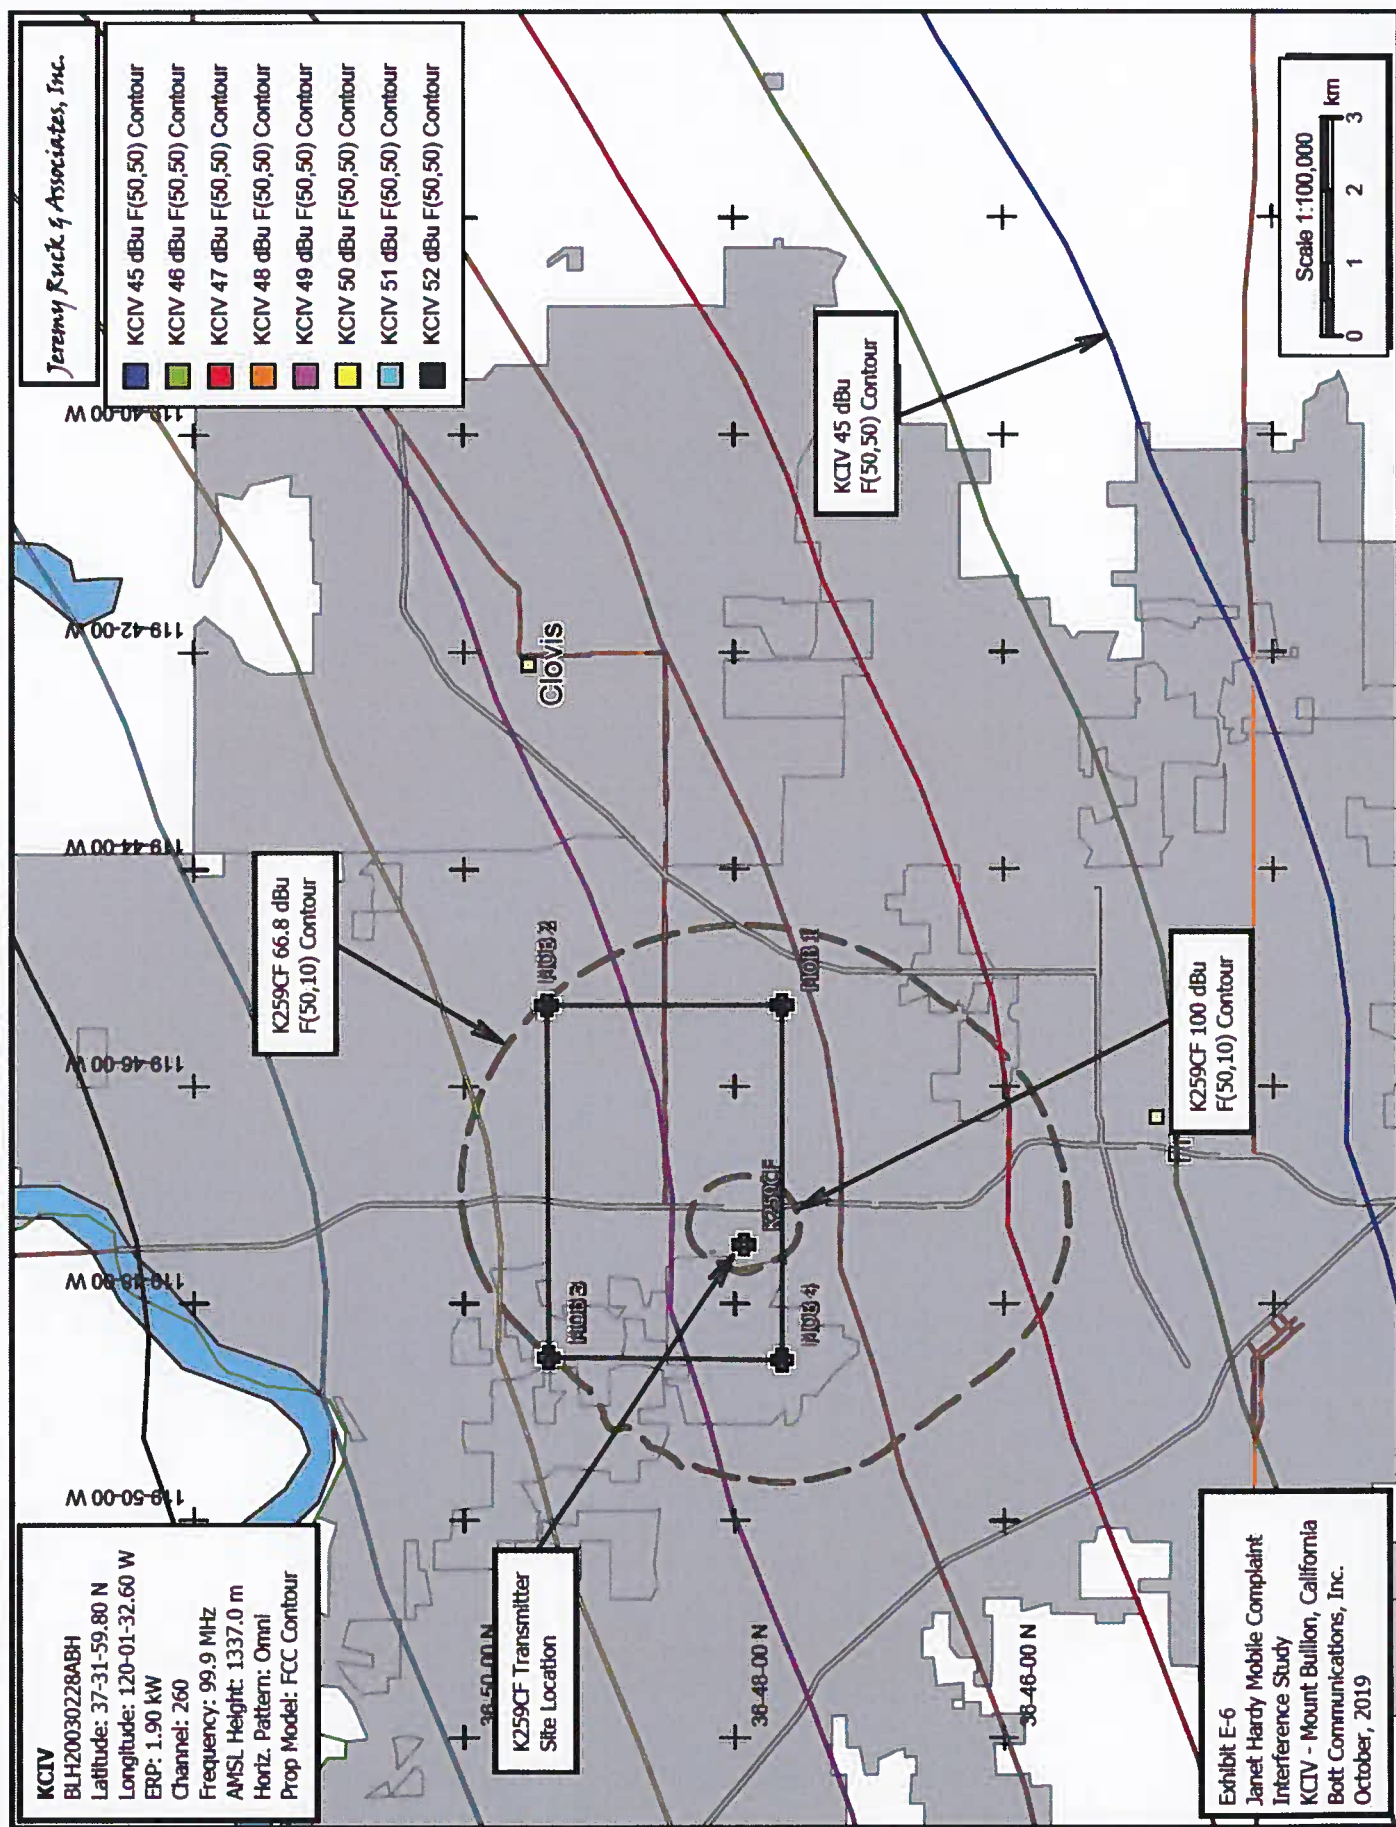 Jeremy Ruck & Associates, Inc.
KCIV 45 dBu F(50,50) Contour
KCIV 46 dBu F(50,50) Contour
KCIV 47 dBu F(50,50) Contour
KCIV 48 dBu F(50,50) Contour
KCIV 49 dBu F(50,50) Contour
KCIV 50 dBu F(50,50) Contour
KCIV 51 dBu F(50,50) Contour
KCIV 52 dBu F(50,50) Contour
KCIV
BLH20030228ABH
Latitude: 37-31-59.80 N
Longitude: 120-01-32.60 W
ERP: 1.90 kW
Channel: 260
Frequency: 99.9 MHz
AMSL Height: 1337.0 m
Horiz. Pattern: Omni
Prop Model: FCC Contour
119-50-00 W
119-48-00 W
119-46-00 W
119-44-00 W
119-42-00 W
119-40-00 W
K259CF 66.8 dBu
F(50,10) Contour
Clovis
36-50-00 N
K259CF Transmitter
Site Location
MOB 3
MOB 2
K259CF
MOB 4
MOB 1
36-48-00 N
KCIV 45 dBu
F(50,50) Contour
36-46-00 N
K259CF 100 dBu
F(50,10) Contour
Exhibit E-6
Janet Hardy Mobile Complaint
Interference Study
KCIV - Mount Bullion, California
Bott Communications, Inc.
October, 2019
Scale 1:100,000
0 1 2 3 km